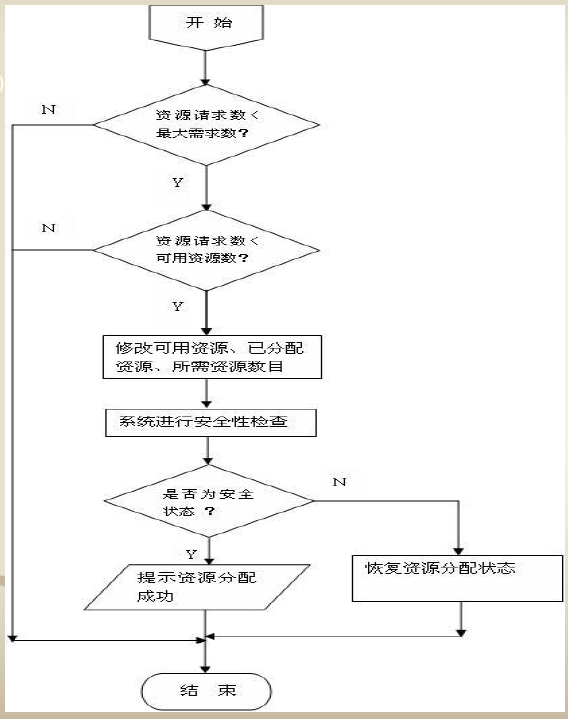 开 始
N
资源请求数<
最大需求数?
Y
N
资源请求数<
可用资源数?
Y
修改可用资源、已分配
资源、所需资源数目
系统进行安全性检查
是否为安全
状态 ?
N
Y
提示资源分配
成功
恢复资源分配状态
结 束